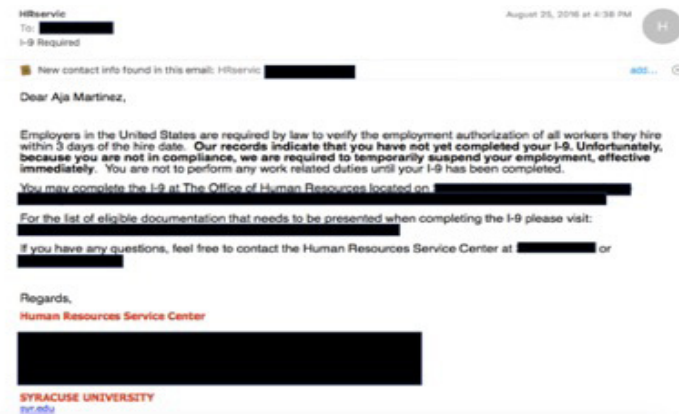 HRservic
August 25, 2016 at 4:38 PM
To:
H
I-9 Required
New contact info found in this email: HRservic
add...
Dear Aja Martinez,
Employers in the United States are required by law to verify the employment authorization of all workers they hire
within 3 days of the hire date. Our records indicate that you have not yet completed your I-9. Unfortunately,
because you are not in compliance, we are required to temporarily suspend your employment, effective
immediately. You are not to perform any work related duties until your I-9 has been completed.
You may complete the I-9 at The Office of Human Resources located on
For the list of eligible documentation that needs to be presented when completing the I-9 please visit:
If you have any questions, feel free to contact the Human Resources Service Center at or
Regards,
Human Resources Service Center
SYRACUSE UNIVERSITY
syr.edu